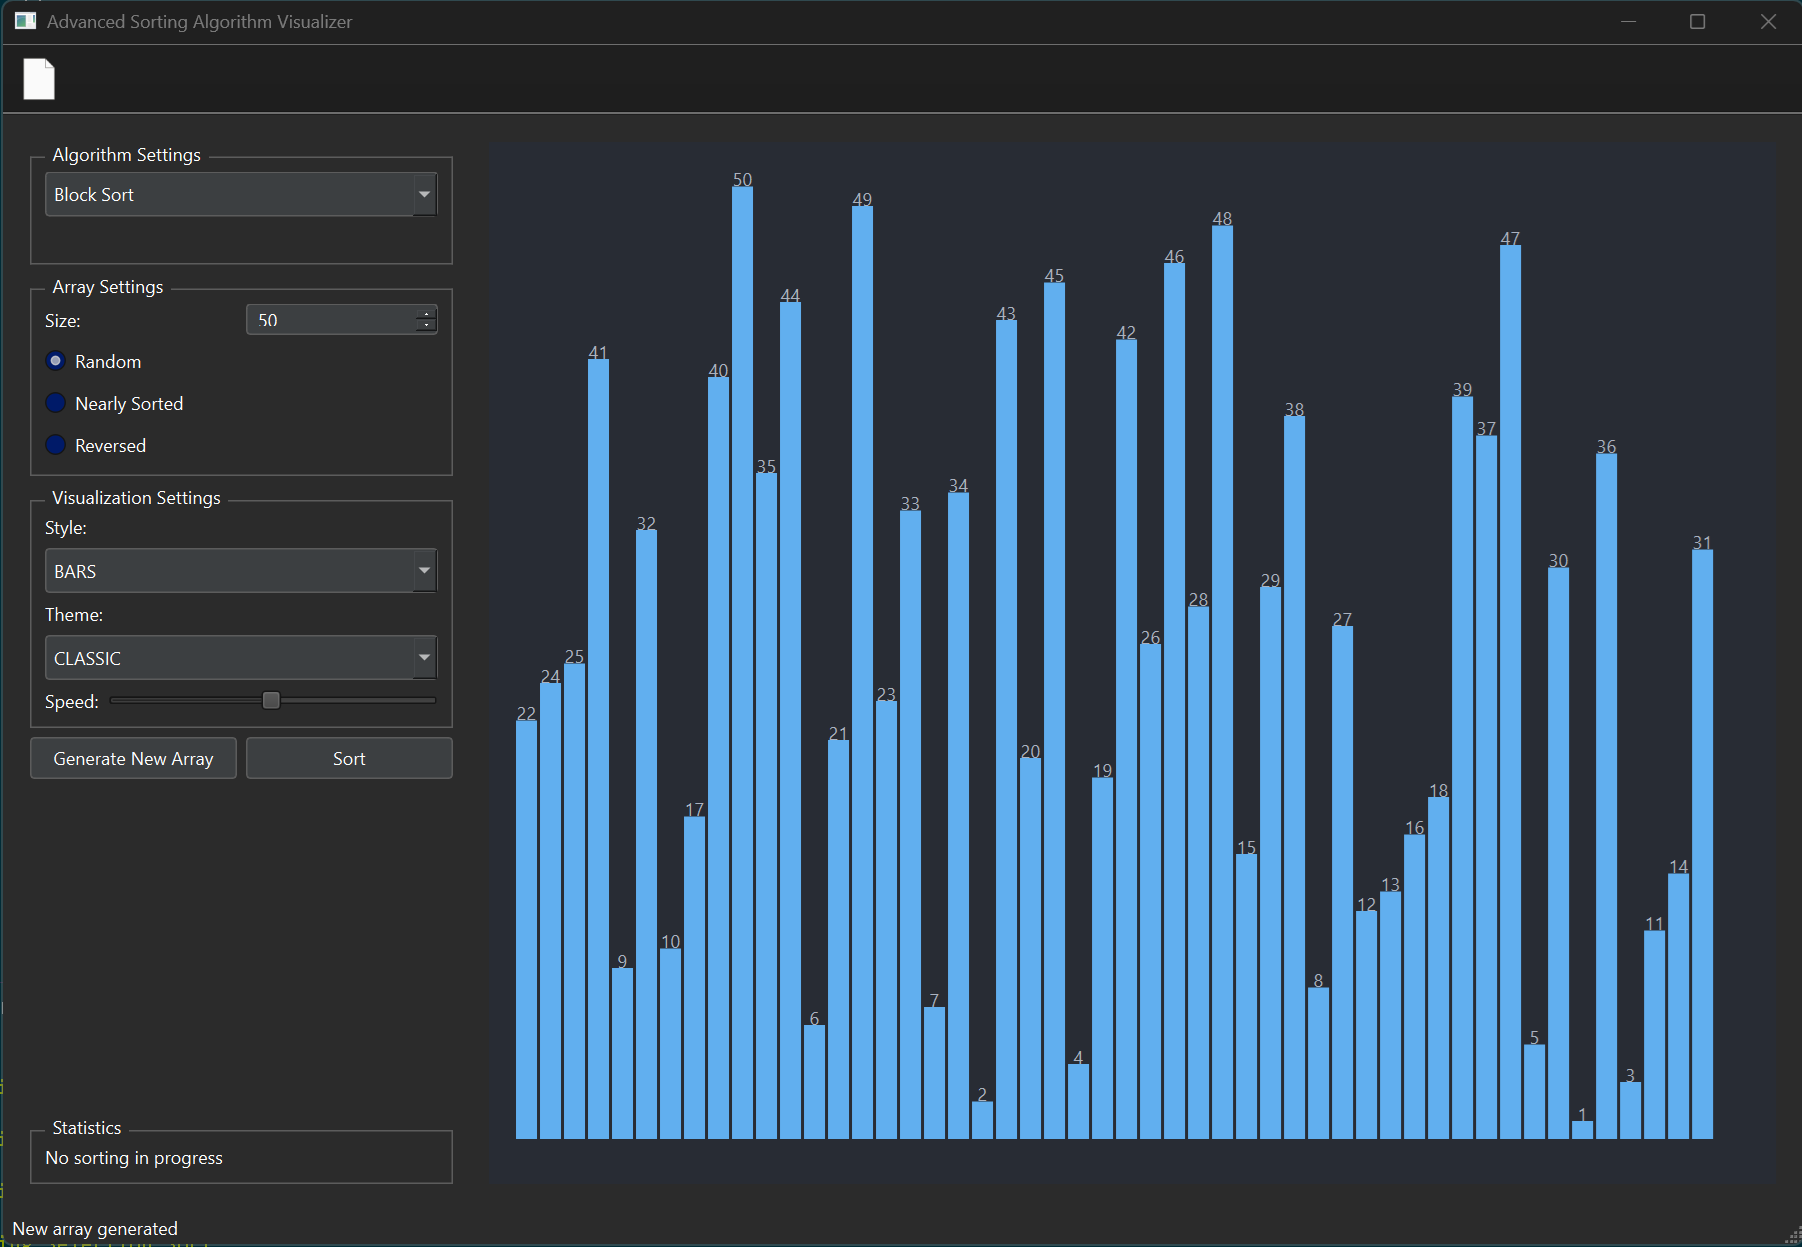 Advanced Sorting Algorithm Visualizer
Algorithm Settings
Block Sort
Array Settings
Size: 50
Random
Nearly Sorted
Reversed
Visualization Settings
Style:
BARS
Theme:
CLASSIC
Speed:
Generate New Array Sort
Statistics
No sorting in progress
New array generated
22 24 25 41 9 32 10 17 40 50 35 44 6 21 49 23 33 7 34 2 43 20 45 4 19 42 26 46 28 48 15 29 38 8 27 12 13 16 18 39 37 47 5 30 1 36 3 11 14 31